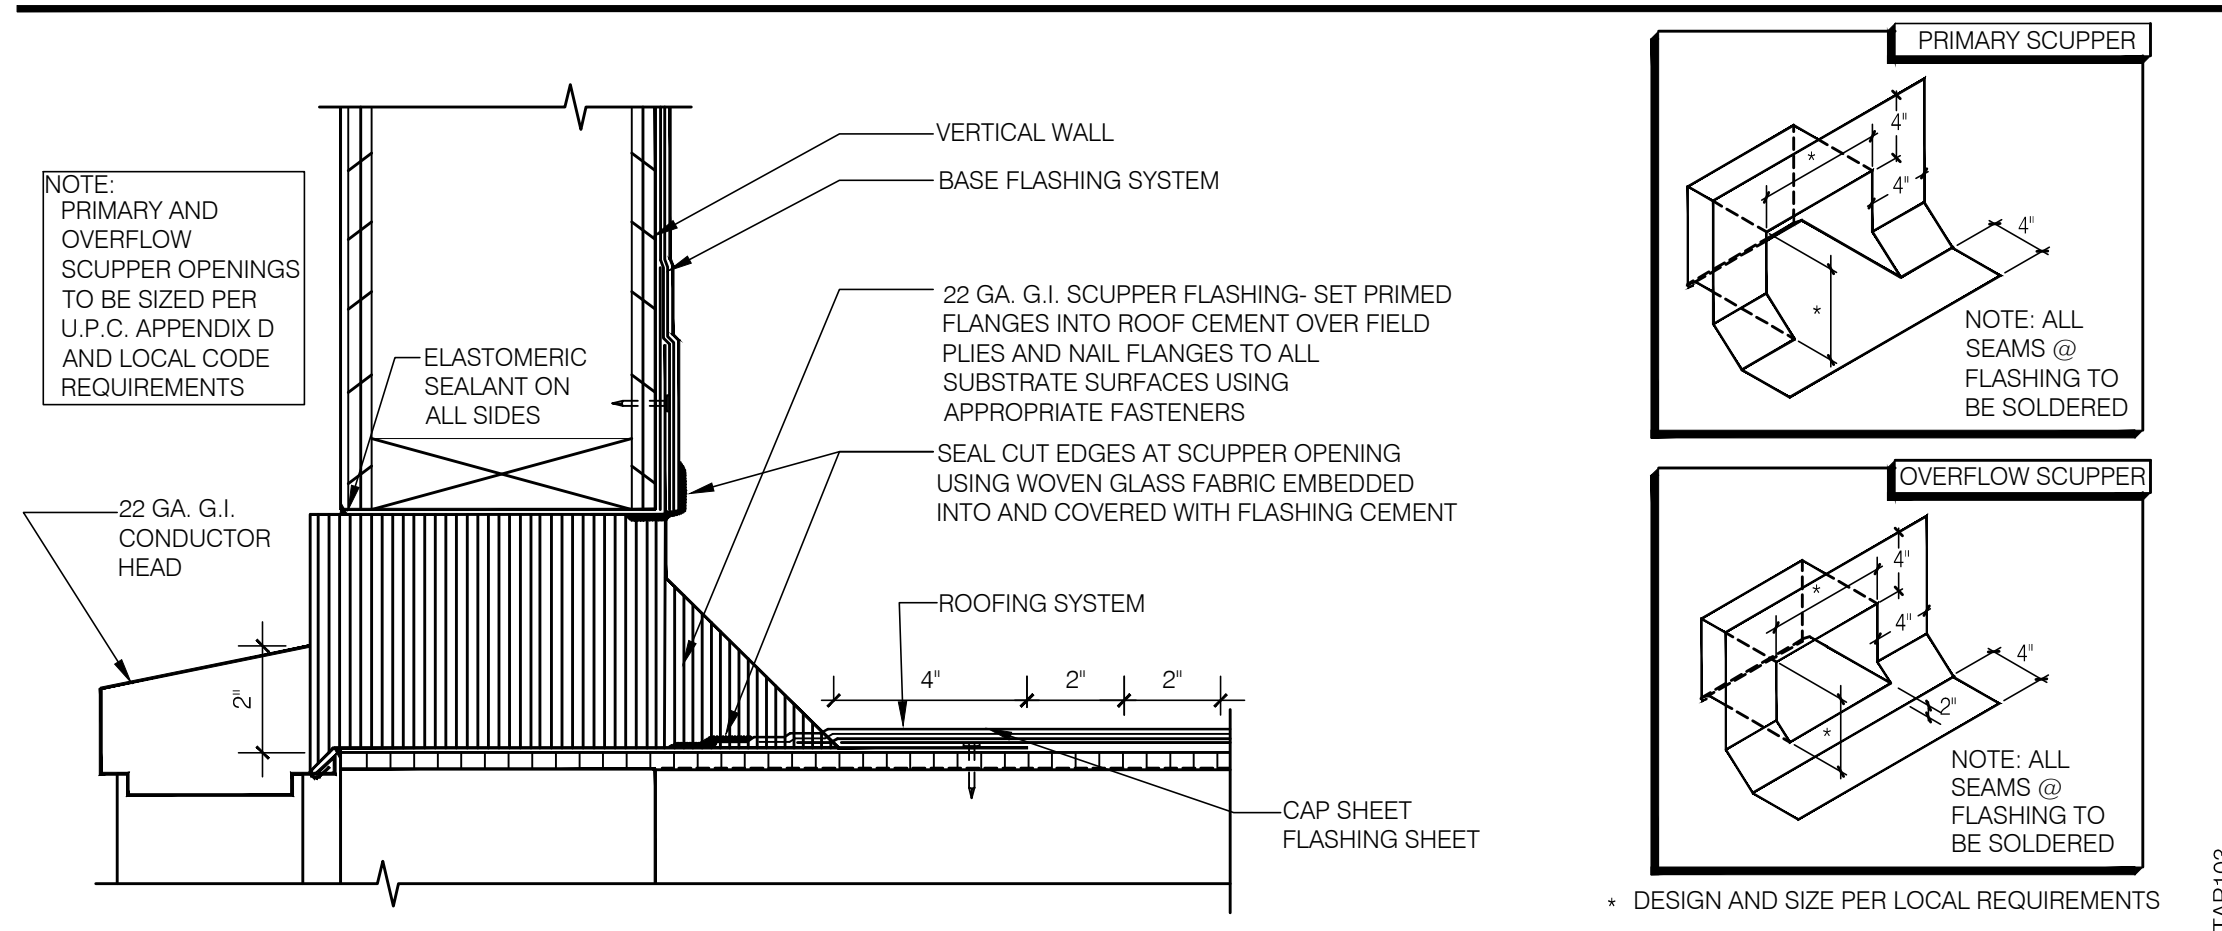 NOTE:
PRIMARY AND
OVERFLOW
SCUPPER OPENINGS
TO BE SIZED PER
U.P.C. APPENDIX D
AND LOCAL CODE
REQUIREMENTS
VERTICAL WALL
BASE FLASHING SYSTEM
22 GA. G.I. SCUPPER FLASHING- SET PRIMED
FLANGES INTO ROOF CEMENT OVER FIELD
PLIES AND NAIL FLANGES TO ALL
SUBSTRATE SURFACES USING
APPROPRIATE FASTENERS
ELASTOMERIC
SEALANT ON
ALL SIDES
SEAL CUT EDGES AT SCUPPER OPENING
USING WOVEN GLASS FABRIC EMBEDDED
INTO AND COVERED WITH FLASHING CEMENT
22 GA. G.I.
CONDUCTOR
HEAD
2"
ROOFING SYSTEM
4" 2" 2"
CAP SHEET
FLASHING SHEET
PRIMARY SCUPPER
4"
*
4"
4"
*
NOTE: ALL
SEAMS @
FLASHING TO
BE SOLDERED
OVERFLOW SCUPPER
4"
*
4"
4"
2"
*
NOTE: ALL
SEAMS @
FLASHING TO
BE SOLDERED
* DESIGN AND SIZE PER LOCAL REQUIREMENTS